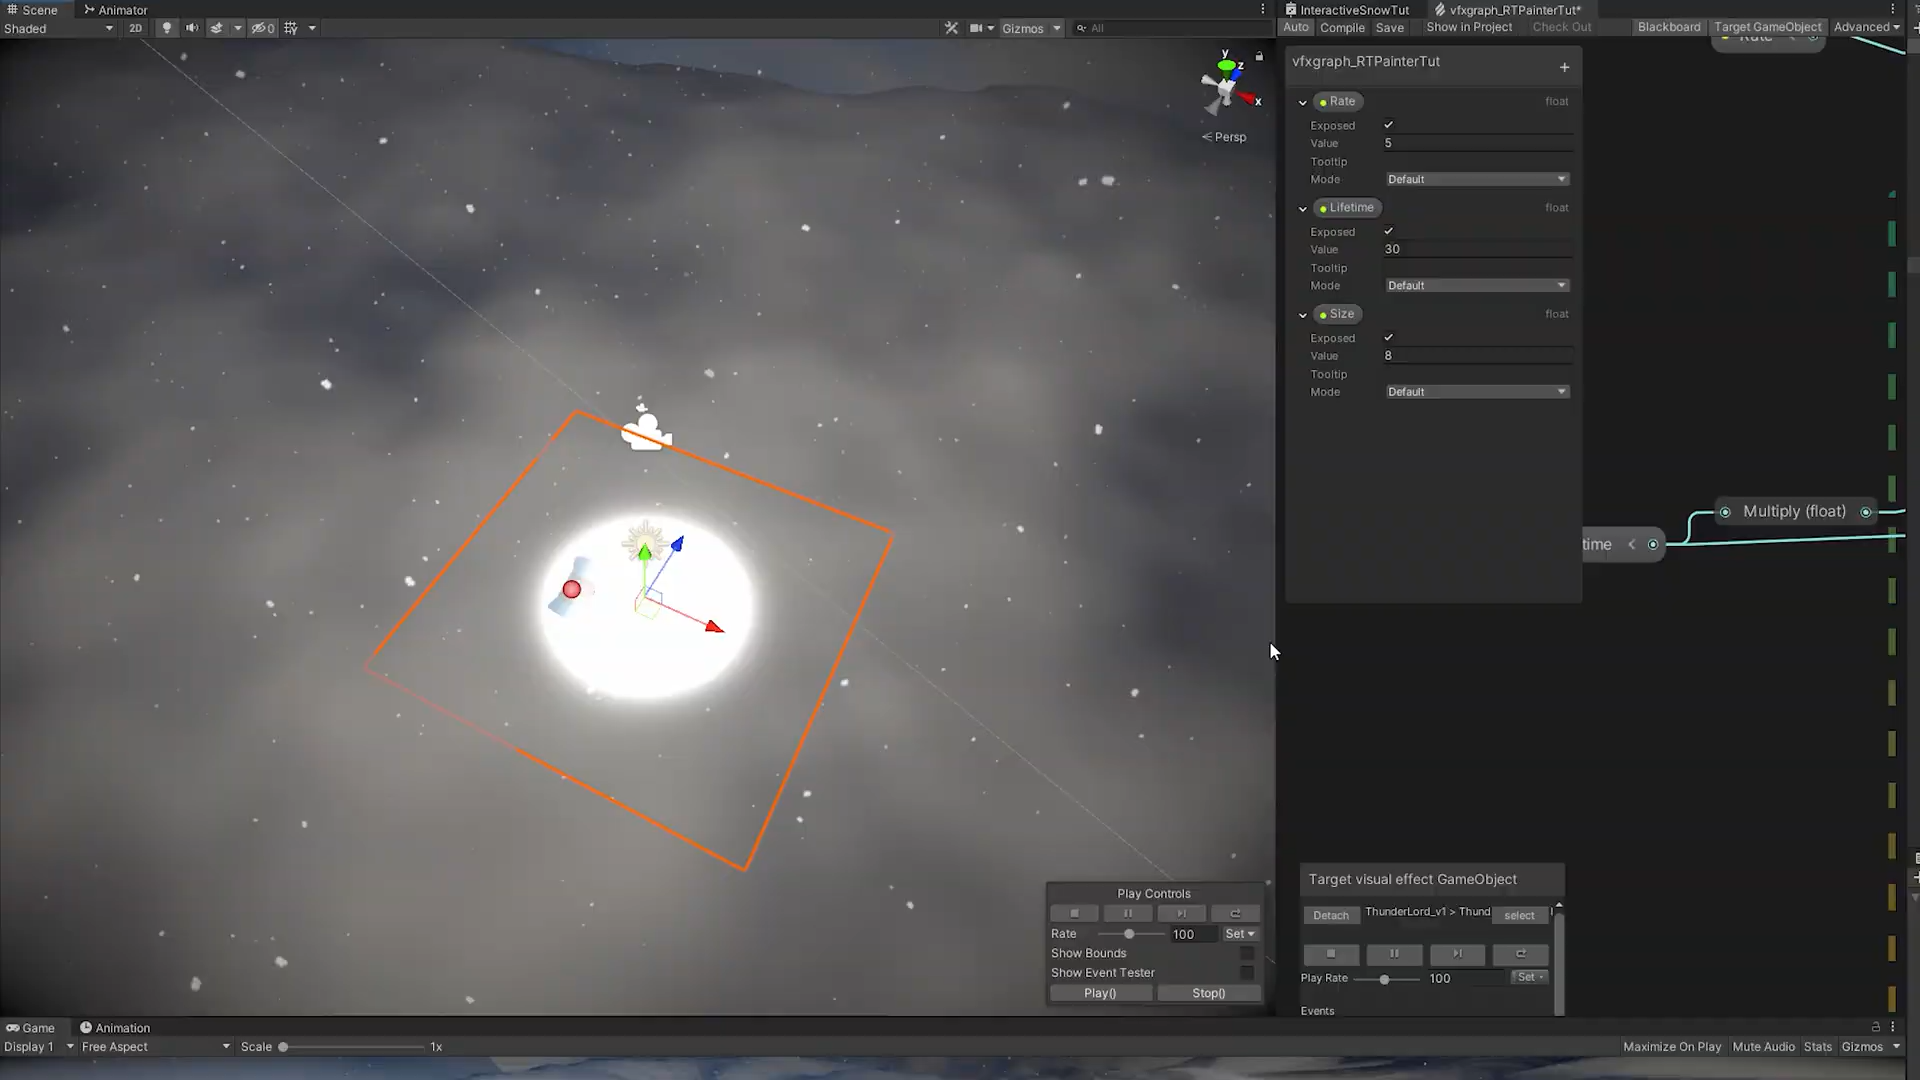 Scene
Animator
InteractiveSnowTut
vfxgraph_RTPainterTut*
Shaded
2D
0
Gizmos
All
Auto
Compile
Save
Show in Project
Check Out
Blackboard
Target GameObject
Advanced
Rate
vfxgraph_RTPainterTut
+
y
z
x
Persp
Rate
float
Exposed
Value
5
Tooltip
Mode
Default
Lifetime
float
Exposed
Value
30
Tooltip
Mode
Default
Size
float
Exposed
Value
8
Tooltip
Mode
Default
Multiply (float)
time
Play Controls
Rate
100
Set
Show Bounds
Show Event Tester
Play()
Stop()
Target visual effect GameObject
Detach
ThunderLord_v1 > Thund
select
Play Rate
100
Set
Events
Game
Animation
Display 1
Free Aspect
Scale
1x
Maximize On Play
Mute Audio
Stats
Gizmos